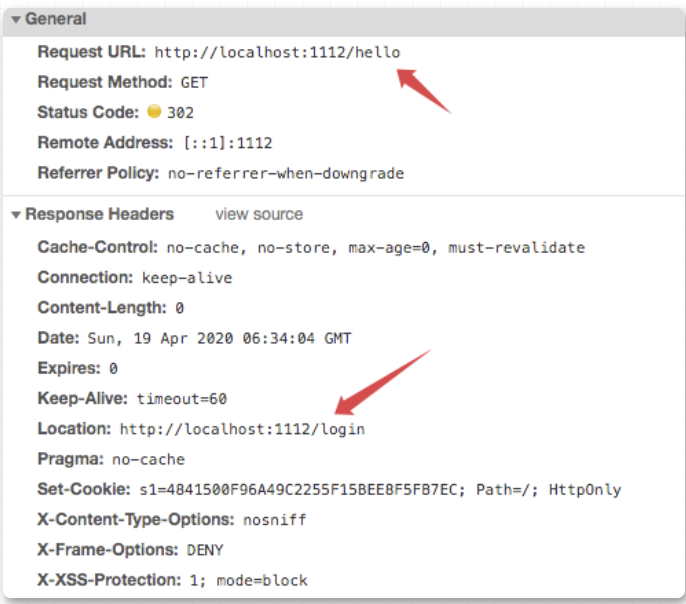 General
Request URL: http://localhost:1112/hello
Request Method: GET
Status Code: 302
Remote Address: [::1]:1112
Referrer Policy: no-referrer-when-downgrade
Response Headers view source
Cache-Control: no-cache, no-store, max-age=0, must-revalidate
Connection: keep-alive
Content-Length: 0
Date: Sun, 19 Apr 2020 06:34:04 GMT
Expires: 0
Keep-Alive: timeout=60
Location: http://localhost:1112/login
Pragma: no-cache
Set-Cookie: s1=4841500F96A49C2255F15BEE8F5FB7EC; Path=/; HttpOnly
X-Content-Type-Options: nosniff
X-Frame-Options: DENY
X-XSS-Protection: 1; mode=block